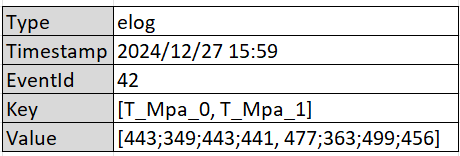 Type elog
Timestamp 2024/12/27 15:59
EventId 42
Key [T_Mpa_0, T_Mpa_1]
Value [443;349;443;441, 477;363;499;456]